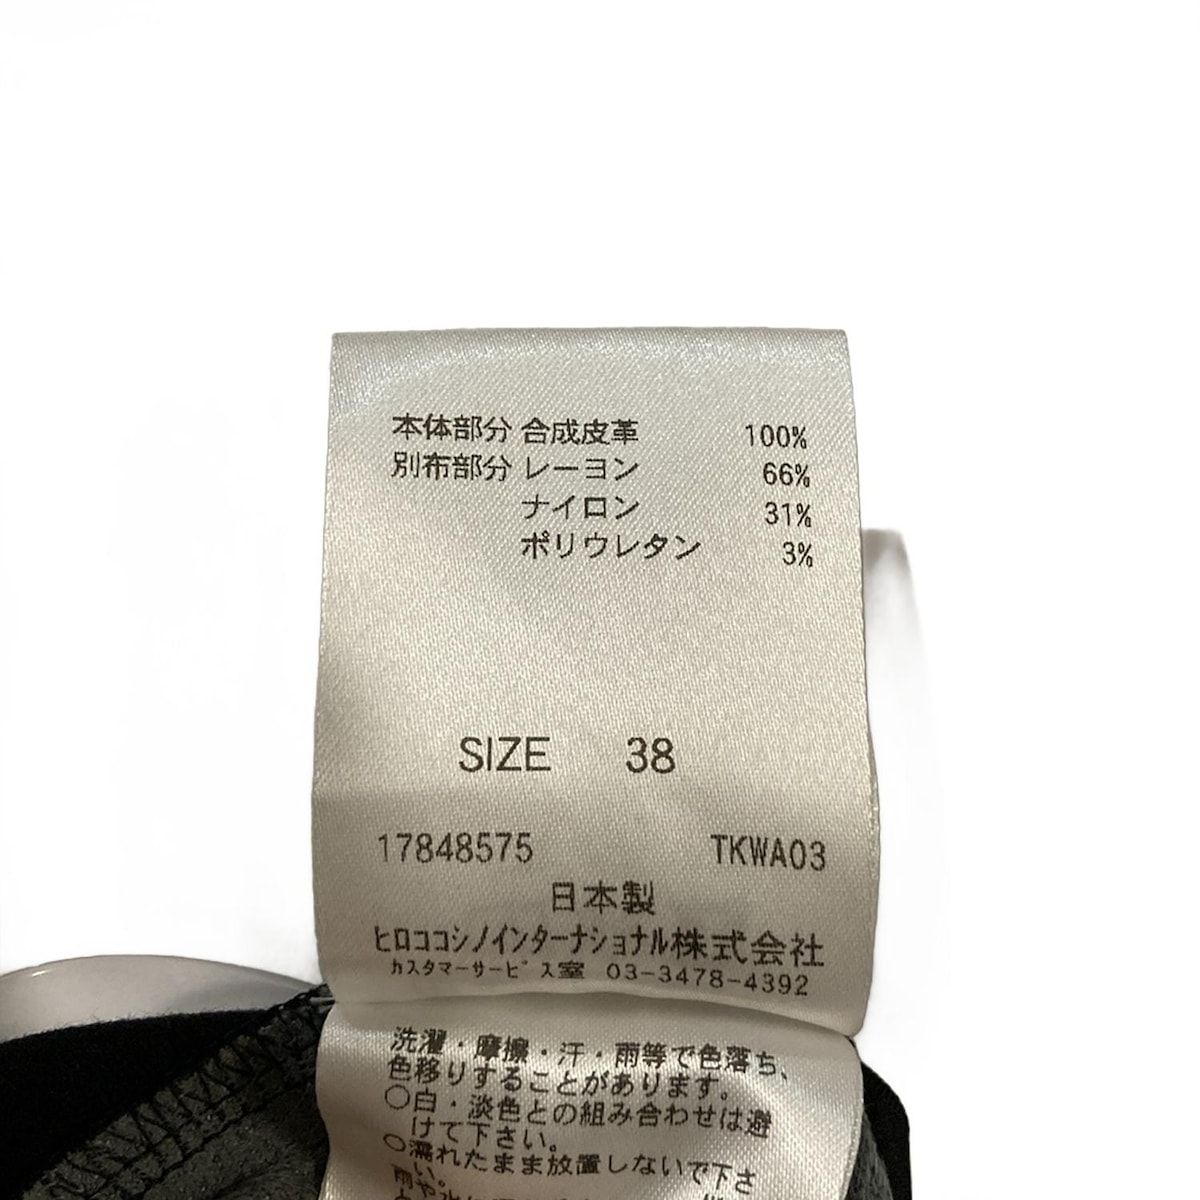 本体部分 合成皮革 100%
別布部分 レーヨン 66%
ナイロン 31%
ポリウレタン 3%
SIZE 38
17848575 TKWA03
日本製
ヒロココシノインターナショナル株式会社
カスタマーサービス室 03-3478-4392
洗濯・摩擦・汗・雨等で色落ち、
色移りすることがあります。
○白・淡色との組み合わせは避
けて下さい。
○濡れたまま放置しないで下さ
い。
雨や